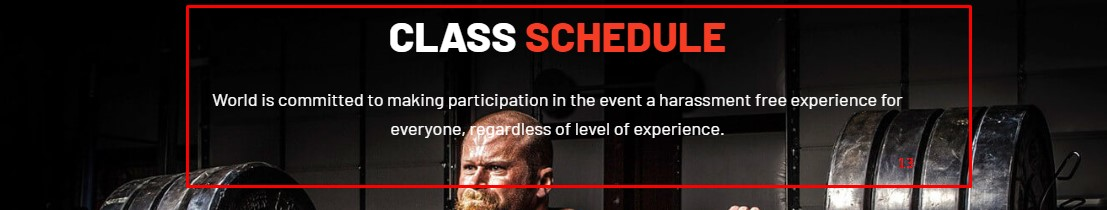 CLASS SCHEDULE
World is committed to making participation in the event a harassment free experience for
everyone, regardless of level of experience.
13